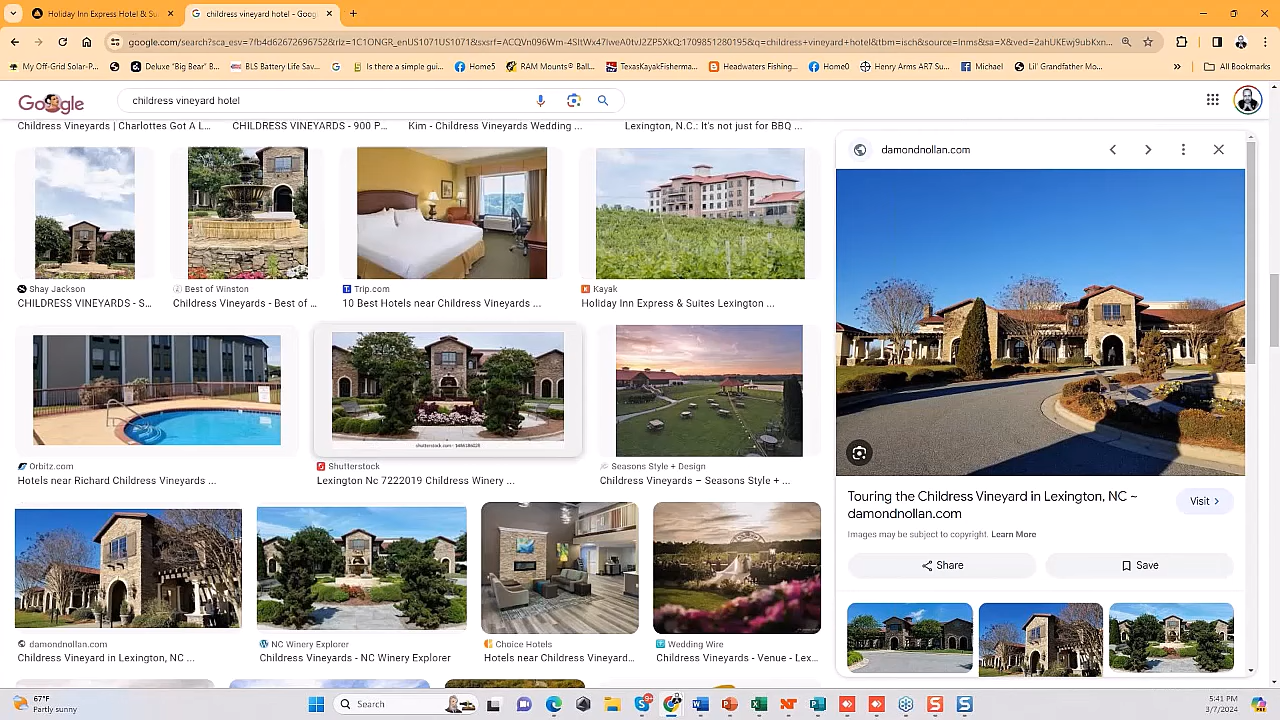 Holiday Inn Express Hotel & Su
childress vineyard hotel - Goog
google.com/search?sca_esv=7fb4d62672696752&rlz=1C1ONGR_enUS1071US1071&sxsrf=ACQVn096Wm-4SItWx47IweA0tvJ2ZP5XkQ:1709851280195&q=childress+vineyard+hotel&tbm=isch&source=lnms&sa=X&ved=2ahUKEwj9ubKxn...
My Off-Grid Solar-P... Deluxe "Big Bear" B... BLS Battery Life Sav... Is there a simple gui... Home5 RAM Mounts® Ball... TexasKayakFisherma... Headwaters Fishing... Home0 Henry Arms AR7 Su... Michael Lil' Grandfather Mo... » All Bookmarks
Google childress vineyard hotel
Childress Vineyards | Charlottes Got A L... CHILDRESS VINEYARDS - 900 P... Kim - Childress Vineyards Wedding ... Lexington, N.C.: It's not just for BBQ ...
damondnollan.com
Shay Jackson Best of Winston Trip.com Kayak
CHILDRESS VINEYARDS - S... Childress Vineyards - Best of ... 10 Best Hotels near Childress Vineyards ... Holiday Inn Express & Suites Lexington ...
shutterstock.com · 1486186028
Orbitz.com Shutterstock Seasons Style + Design
Hotels near Richard Childress Vineyards ... Lexington Nc 7222019 Childress Winery ... Childress Vineyards – Seasons Style + ...
Touring the Childress Vineyard in Lexington, NC ~
damondnollan.com
Visit
Images may be subject to copyright. Learn More
Share Save
damondnollan.com NC Winery Explorer Choice Hotels Wedding Wire
Childress Vineyard in Lexington, NC ... Childress Vineyards - NC Winery Explorer Hotels near Childress Vineyard... Childress Vineyards - Venue - Lex...
67°F
Partly sunny
Search
9+
5:41 PM
3/7/2024